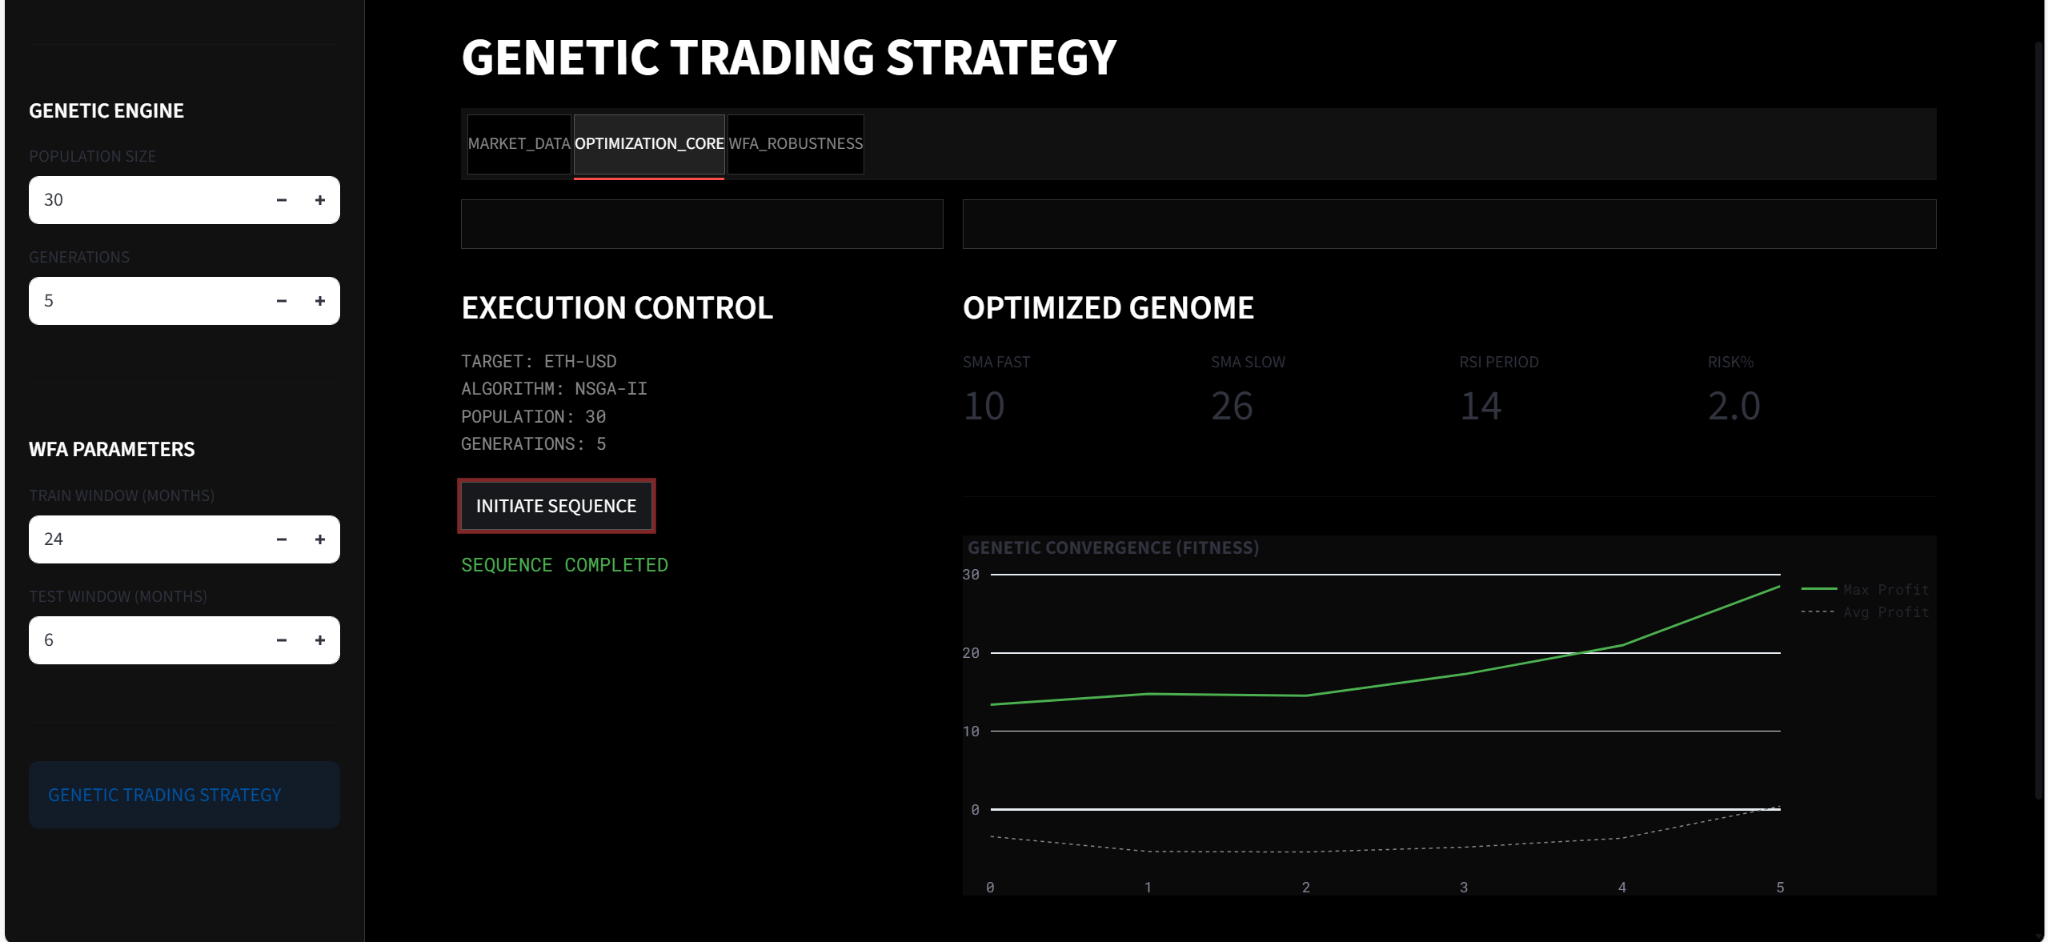 GENETIC ENGINE
POPULATION SIZE
30
GENERATIONS
5
WFA PARAMETERS
TRAIN WINDOW (MONTHS)
24
TEST WINDOW (MONTHS)
6
GENETIC TRADING STRATEGY
GENETIC TRADING STRATEGY
MARKET_DATA OPTIMIZATION_CORE WFA_ROBUSTNESS
EXECUTION CONTROL
TARGET: ETH-USD
ALGORITHM: NSGA-II
POPULATION: 30
GENERATIONS: 5
INITIATE SEQUENCE
SEQUENCE COMPLETED
OPTIMIZED GENOME
SMA FAST SMA SLOW RSI PERIOD RISK%
10 26 14 2.0
GENETIC CONVERGENCE (FITNESS)
30
20
10
0
0 1 2 3 4 5
Max Profit
Avg Profit